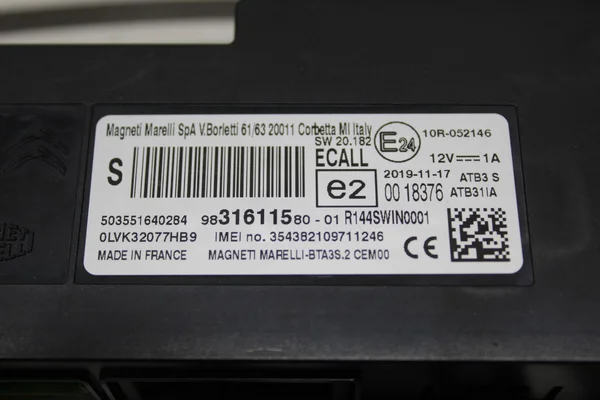 Magneti Marelli SpA V.Borletti 61/63 20011 Corbetta MI Italy
SW 20.182
E24
10R-052146
S
ECALL
12V 1A
e2
2019-11-17 ATB3 S
00 18376 ATB31IA
503551640284 9831611580-01 R144SWIN0001
0LVK32077HB9 IMEI no. 354382109711246
CE
MADE IN FRANCE MAGNETI MARELLI-BTA3S.2 CEM00